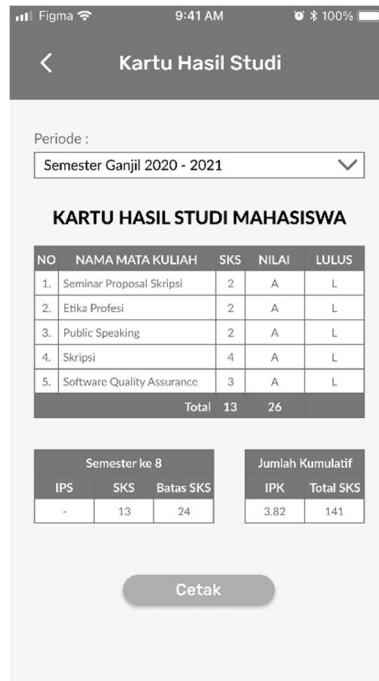 Figma 9:41 AM 100%
Kartu Hasil Studi
Periode :
Semester Ganjil 2020 - 2021
KARTU HASIL STUDI MAHASISWA
NO NAMA MATA KULIAH SKS NILAI LULUS
1. Seminar Proposal Skripsi 2 A L
2. Etika Profesi 2 A L
3. Public Speaking 2 A L
4. Skripsi 4 A L
5. Software Quality Assurance 3 A L
Total 13 26
Semester ke 8
IPS SKS Batas SKS
- 13 24
Jumlah Kumulatif
IPK Total SKS
3.82 141
Cetak